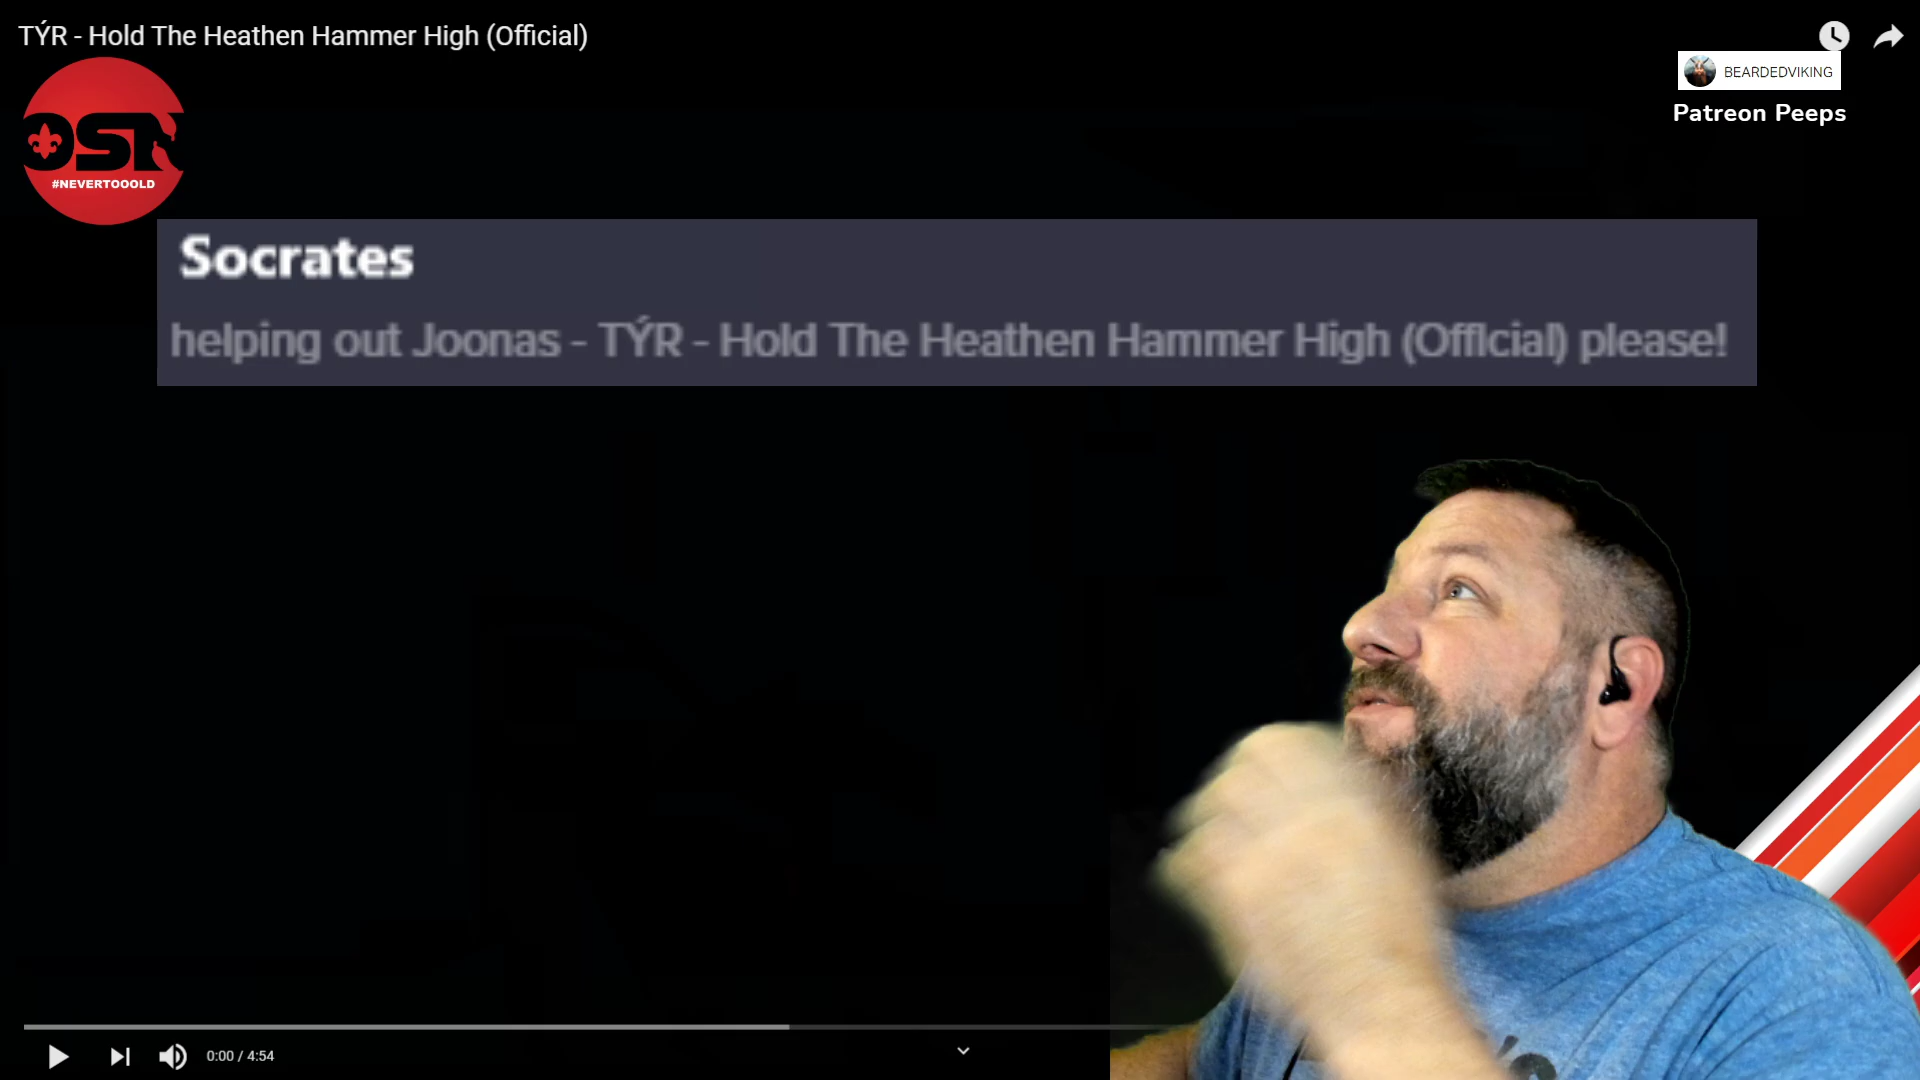 TÝR - Hold The Heathen Hammer High (Official)
BEARDEDVIKING
Patreon Peeps
OSR
#NEVERTOOOLD
Socrates
helping out Joonas - TÝR - Hold The Heathen Hammer High (Official) please!
0:00 / 4:54